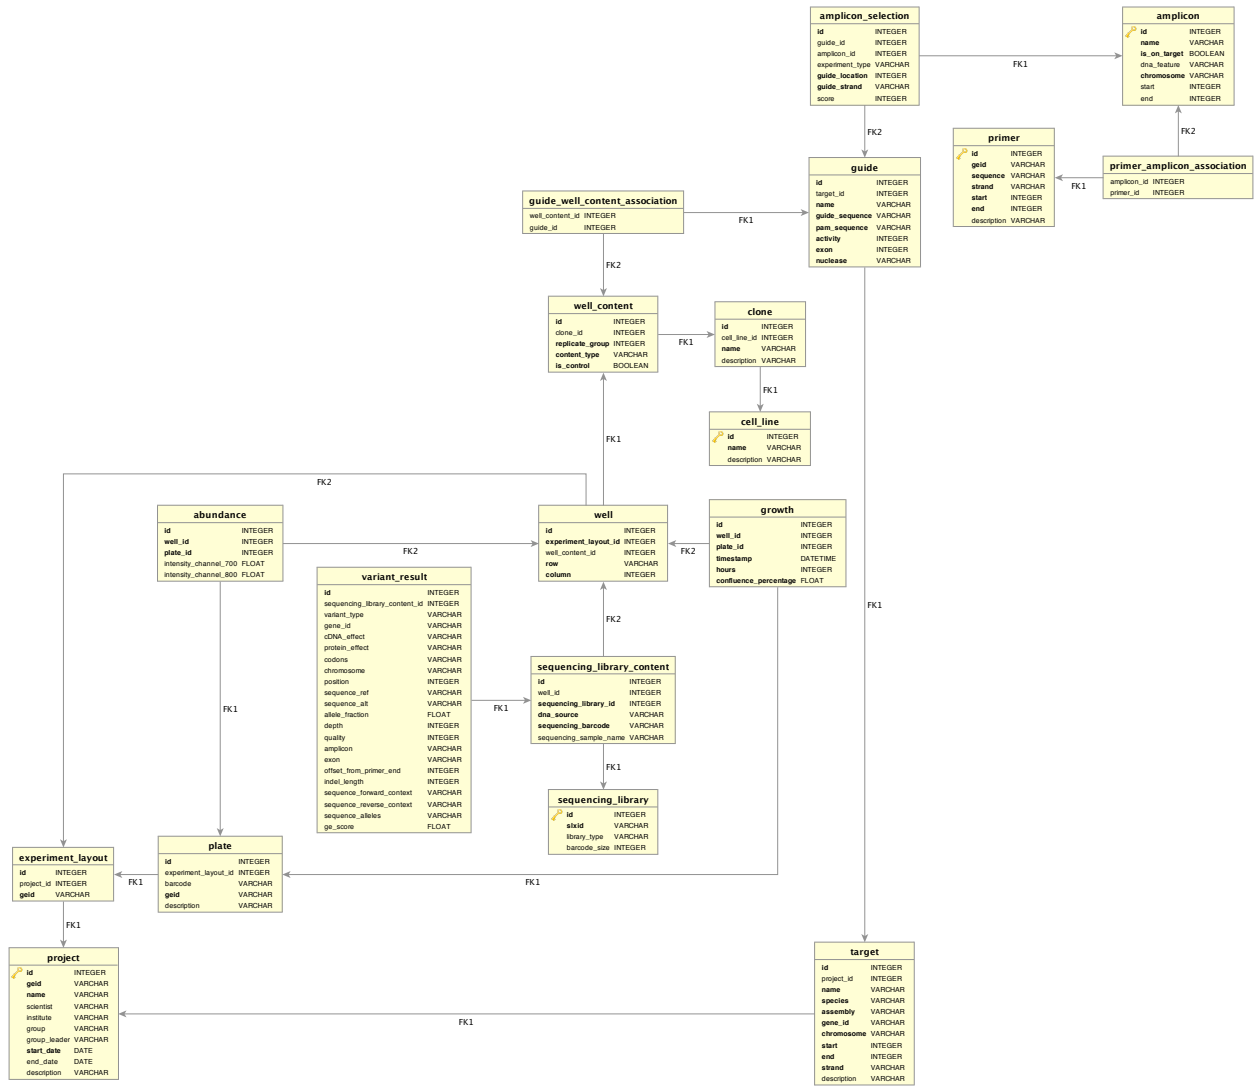 amplicon_selection
id INTEGER
guide_id INTEGER
amplicon_id INTEGER
experiment_type VARCHAR
guide_location INTEGER
guide_strand VARCHAR
score INTEGER
FK1
FK2
amplicon
id INTEGER
name VARCHAR
is_on_target BOOLEAN
dna_feature VARCHAR
chromosome VARCHAR
start INTEGER
end INTEGER
FK2
primer
id INTEGER
geid VARCHAR
sequence VARCHAR
strand VARCHAR
start INTEGER
end INTEGER
description VARCHAR
FK1
primer_amplicon_association
amplicon_id INTEGER
primer_id INTEGER
guide
id INTEGER
target_id INTEGER
name VARCHAR
guide_sequence VARCHAR
pam_sequence VARCHAR
activity INTEGER
exon INTEGER
nuclease VARCHAR
guide_well_content_association
well_content_id INTEGER
guide_id INTEGER
FK1
FK2
well_content
id INTEGER
clone_id INTEGER
replicate_group INTEGER
content_type VARCHAR
is_control BOOLEAN
FK1
clone
id INTEGER
cell_line_id INTEGER
name VARCHAR
description VARCHAR
FK1
cell_line
id INTEGER
name VARCHAR
description VARCHAR
FK1
FK2
abundance
id INTEGER
well_id INTEGER
plate_id INTEGER
intensity_channel_700 FLOAT
intensity_channel_800 FLOAT
FK2
well
id INTEGER
experiment_layout_id INTEGER
well_content_id INTEGER
row VARCHAR
column INTEGER
FK2
growth
id INTEGER
well_id INTEGER
plate_id INTEGER
timestamp DATETIME
hours INTEGER
confluence_percentage FLOAT
FK1
variant_result
id INTEGER
sequencing_library_content_id INTEGER
variant_type VARCHAR
gene_id VARCHAR
cDNA_effect VARCHAR
protein_effect VARCHAR
codons VARCHAR
chromosome VARCHAR
position INTEGER
sequence_ref VARCHAR
sequence_alt VARCHAR
allele_fraction FLOAT
depth INTEGER
quality INTEGER
amplicon VARCHAR
exon VARCHAR
offset_from_primer_end INTEGER
indel_length INTEGER
sequence_forward_context VARCHAR
sequence_reverse_context VARCHAR
sequence_alleles VARCHAR
ge_score FLOAT
FK1
FK2
sequencing_library_content
id INTEGER
well_id INTEGER
sequencing_library_id INTEGER
dna_source VARCHAR
sequencing_barcode VARCHAR
sequencing_sample_name VARCHAR
FK1
sequencing_library
id INTEGER
slxid VARCHAR
library_type VARCHAR
barcode_size INTEGER
FK1
experiment_layout
id INTEGER
project_id INTEGER
geid VARCHAR
FK1
plate
id INTEGER
experiment_layout_id INTEGER
barcode VARCHAR
geid VARCHAR
description VARCHAR
FK1
FK1
project
id INTEGER
geid VARCHAR
name VARCHAR
scientist VARCHAR
institute VARCHAR
group VARCHAR
group_leader VARCHAR
start_date DATE
end_date DATE
description VARCHAR
FK1
target
id INTEGER
project_id INTEGER
name VARCHAR
species VARCHAR
assembly VARCHAR
gene_id VARCHAR
chromosome VARCHAR
start INTEGER
end INTEGER
strand VARCHAR
description VARCHAR